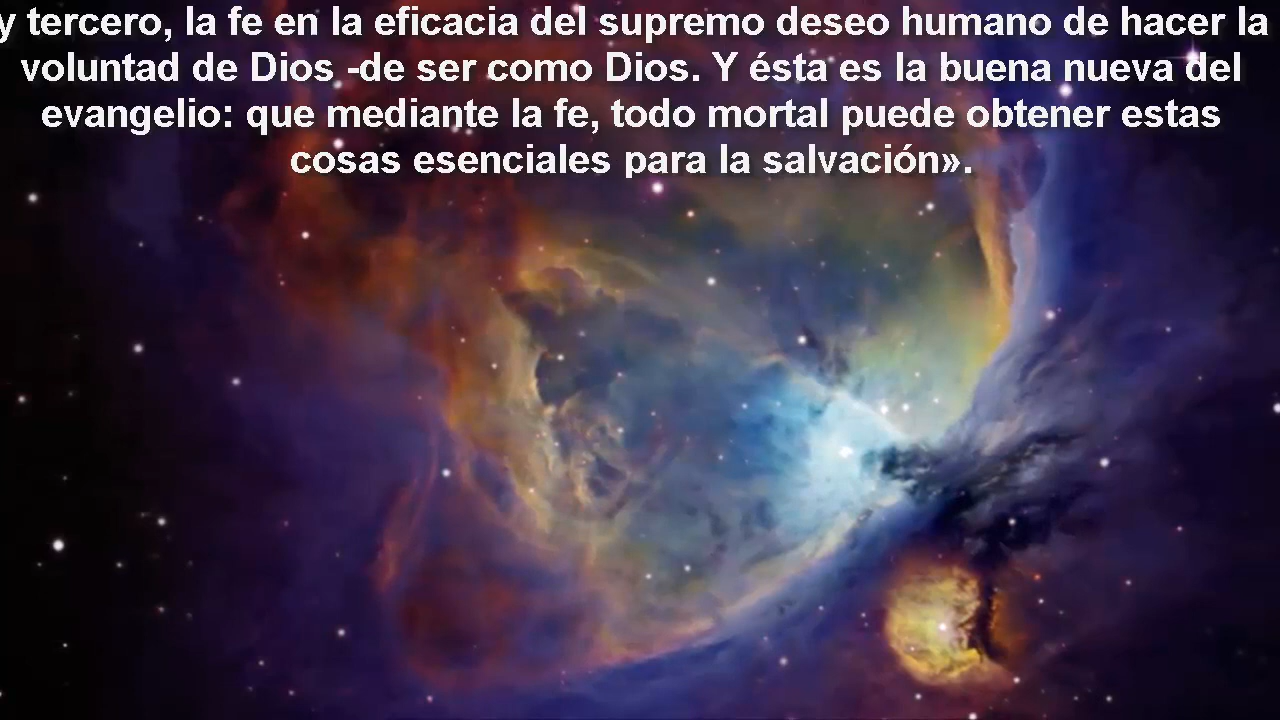 y tercero, la fe en la eficacia del supremo deseo humano de hacer la
voluntad de Dios -de ser como Dios. Y ésta es la buena nueva del
evangelio: que mediante la fe, todo mortal puede obtener estas
cosas esenciales para la salvación».